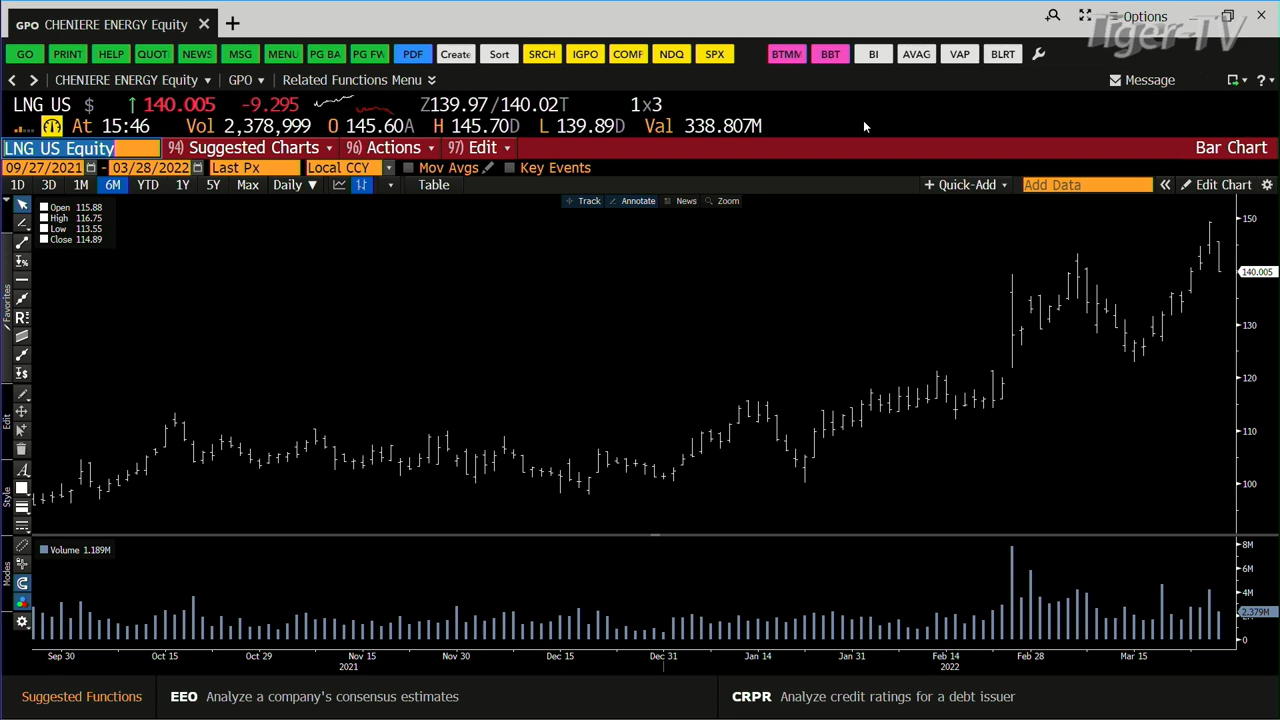 GPO CHENIERE ENERGY Equity
Options
Tiger-TV
GO PRINT HELP QUOT NEWS MSG MENU PG BA PG FW PDF Create Sort SRCH IGPO COMF NDQ SPX BTMM BBT BI AVAG VAP BLRT
CHENIERE ENERGY Equity GPO Related Functions Menu Message
LNG US $ ↑ 140.005 -9.295 Z139.97/140.02T 1x3
At 15:46 Vol 2,378,999 O 145.60A H 145.70D L 139.89D Val 338.807M
LNG US Equity 94) Suggested Charts 96) Actions 97) Edit Bar Chart
09/27/2021 - 03/28/2022 Last Px Local CCY Mov Avgs Key Events
1D 3D 1M 6M YTD 1Y 5Y Max Daily ▼ Table + Quick-Add Add Data « Edit Chart
Track Annotate News Zoom
Open 115.88
High 116.75
Low 113.55
Close 114.89
Favorites
Edit
Style
Modes
150
140.005
130
120
110
100
Volume 1.189M
8M
6M
4M
2.379M
0
Sep 30 Oct 15 Oct 29 Nov 15 Nov 30 Dec 15 Dec 31 Jan 14 Jan 31 Feb 14 Feb 28 Mar 15
2021 2022
Suggested Functions EEO Analyze a company's consensus estimates CRPR Analyze credit ratings for a debt issuer